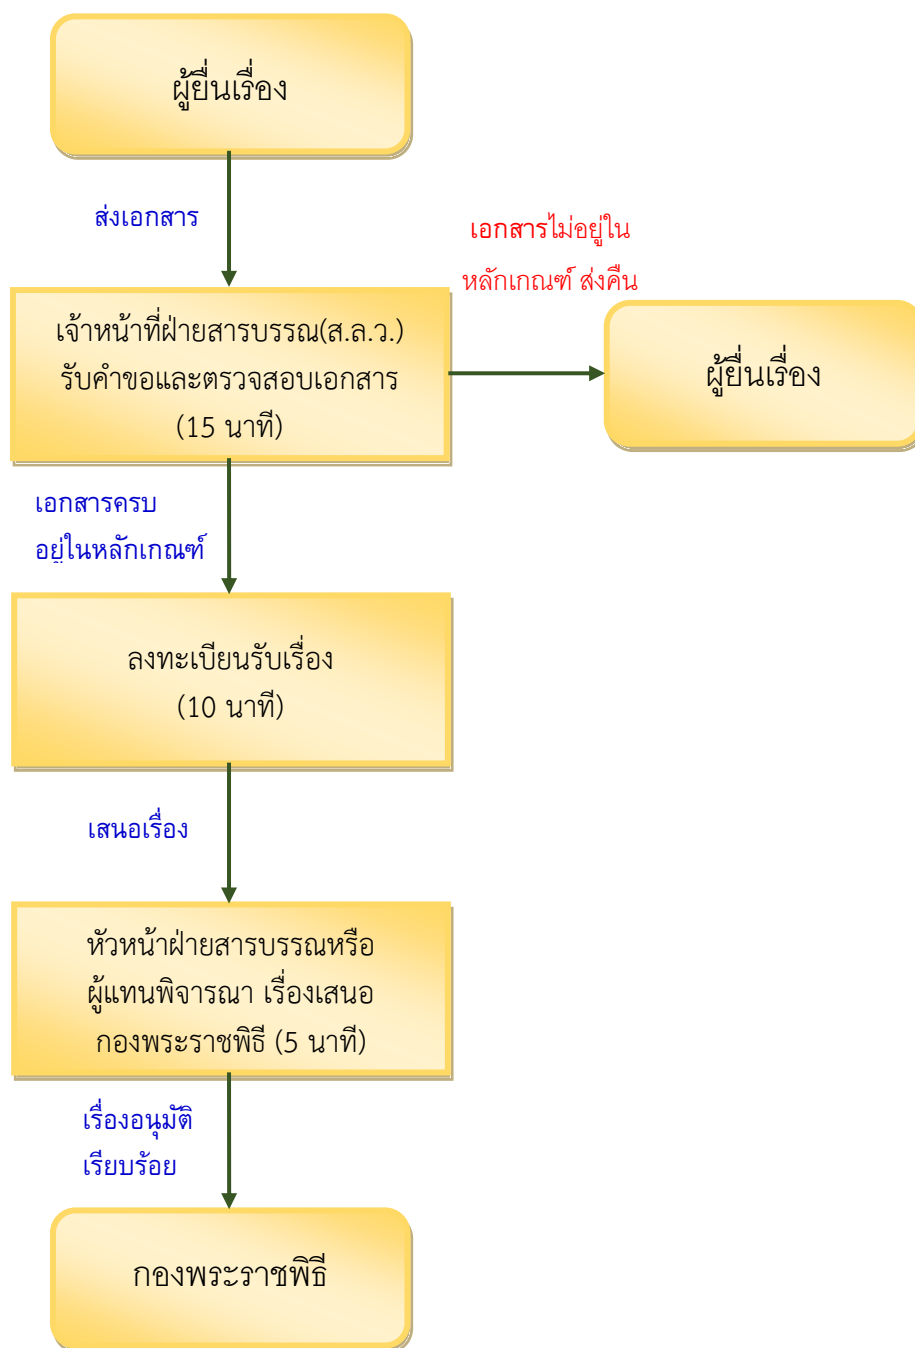 ผู้ยื่นเรื่อง
ส่งเอกสาร
เอกสารไม่อยู่ใน
หลักเกณฑ์ ส่งคืน
เจ้าหน้าที่ฝ่ายสารบรรณ(ส.ล.ว.)
รับคำขอและตรวจสอบเอกสาร
(15 นาที)
ผู้ยื่นเรื่อง
เอกสารครบ
อยู่ในหลักเกณฑ์
ลงทะเบียนรับเรื่อง
(10 นาที)
เสนอเรื่อง
หัวหน้าฝ่ายสารบรรณหรือ
ผู้แทนพิจารณา เรื่องเสนอ
กองพระราชพิธี (5 นาที)
เรื่องอนุมัติ
เรียบร้อย
กองพระราชพิธี